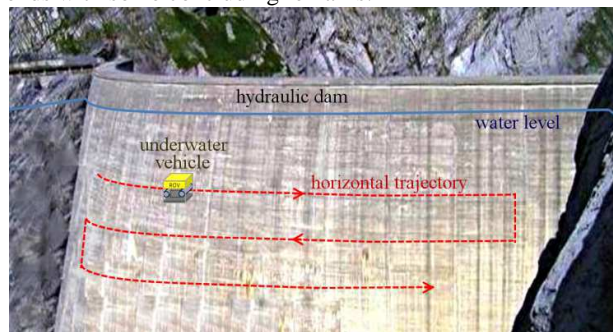 hydraulic dam
water level
underwater
vehicle
ROV
horizontal trajectory